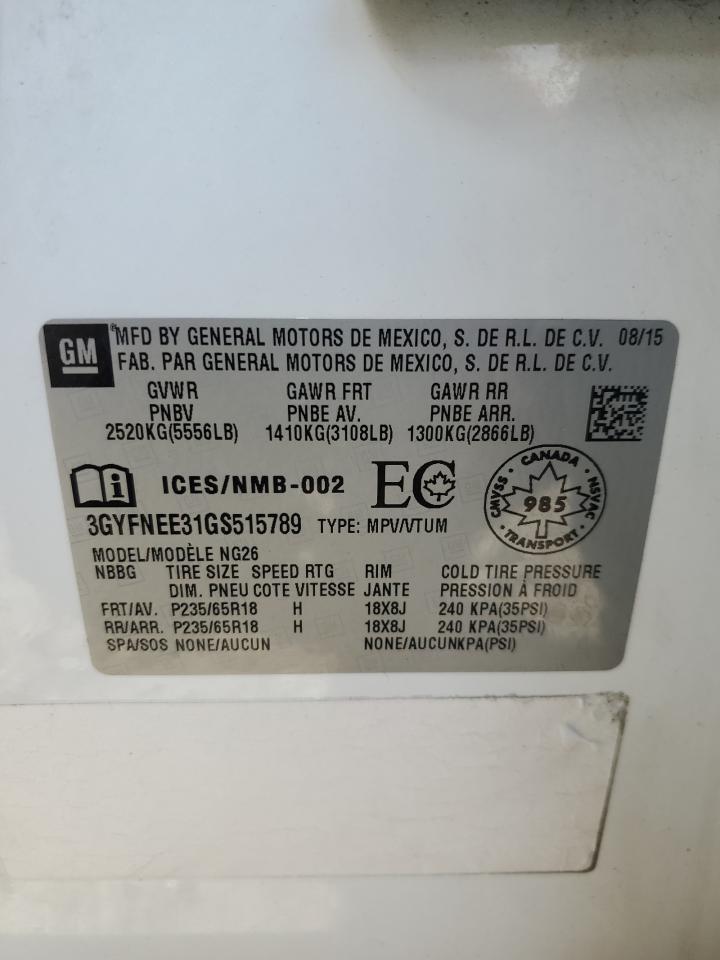 GM
MFD BY GENERAL MOTORS DE MEXICO, S. DE R.L. DE C.V. 08/15
FAB. PAR GENERAL MOTORS DE MEXICO, S. DE R.L. DE C.V.
GVWR GAWR FRT GAWR RR
PNBV PNBE AV. PNBE ARR.
2520KG(5556LB) 1410KG(3108LB) 1300KG(2866LB)
i ICES/NMB-002 EC
CANADA
CMVSS 985 NSVAC
TRANSPORT
3GYFNEE31GS515789 TYPE: MPV/VTUM
MODEL/MODÈLE NG26
NBBG TIRE SIZE SPEED RTG RIM COLD TIRE PRESSURE
DIM. PNEU COTE VITESSE JANTE PRESSION À FROID
FRT/AV. P235/65R18 H 18X8J 240 KPA(35PSI)
RR/ARR. P235/65R18 H 18X8J 240 KPA(35PSI)
SPA/SOS NONE/AUCUN NONE/AUCUNKPA(PSI)